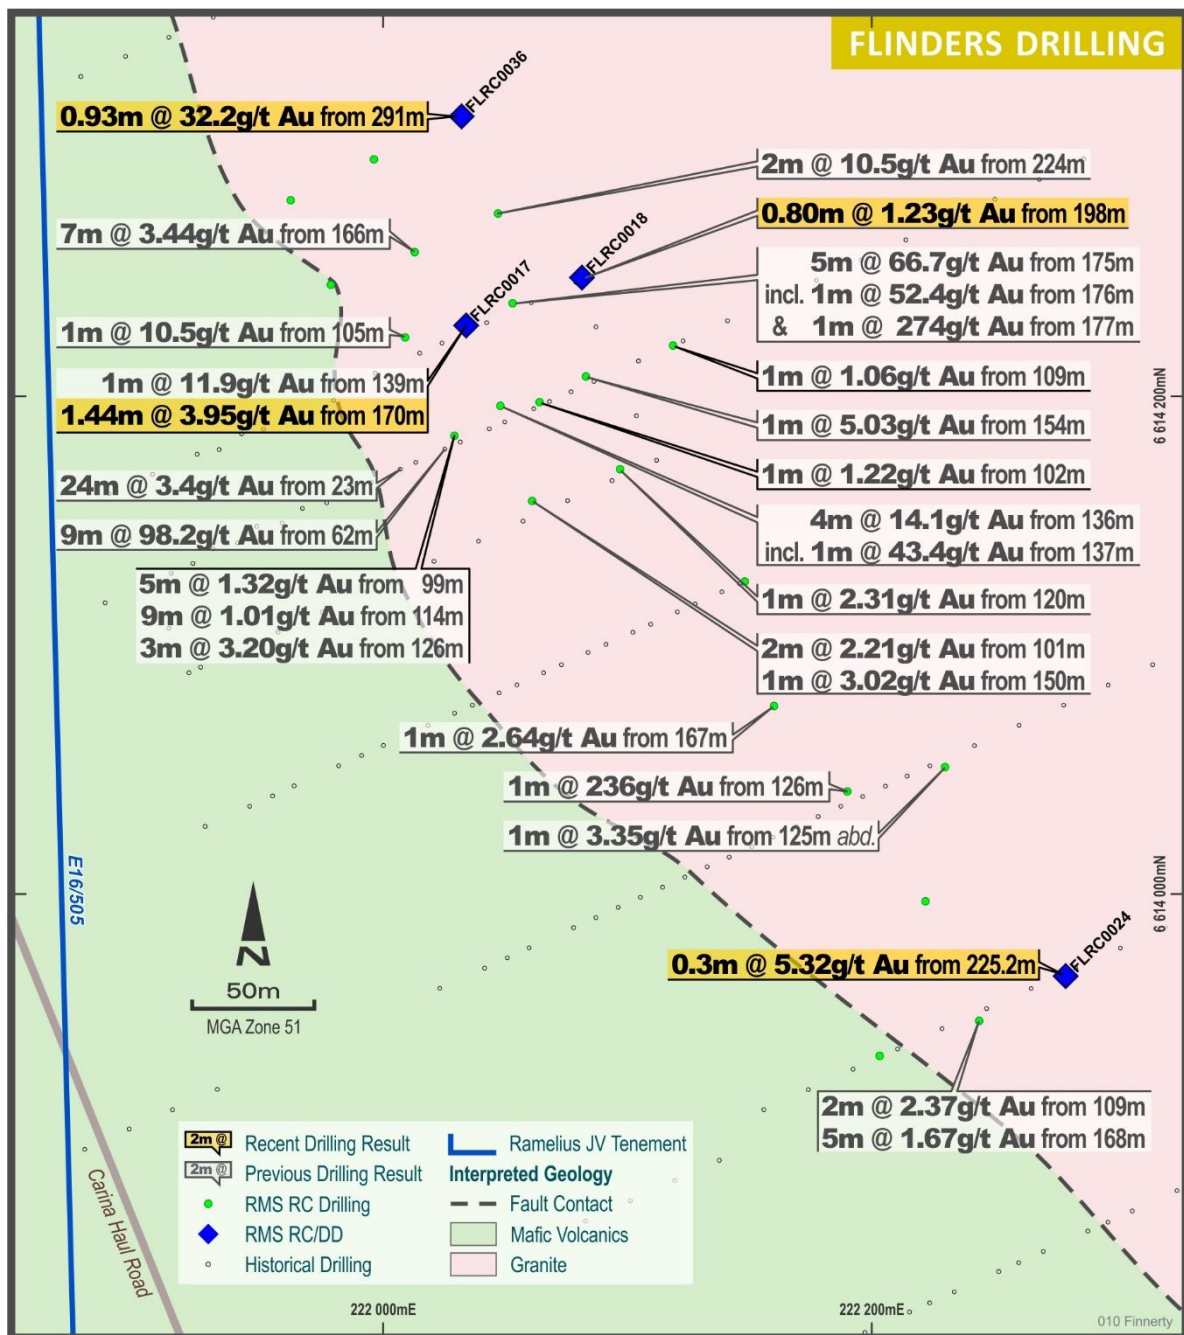 FLINDERS DRILLING
FLRC0036
0.93m @ 32.2g/t Au from 291m
2m @ 10.5g/t Au from 224m
FLRC0018
0.80m @ 1.23g/t Au from 198m
7m @ 3.44g/t Au from 166m
5m @ 66.7g/t Au from 175m
incl. 1m @ 52.4g/t Au from 176m
& 1m @ 274g/t Au from 177m
FLRC0017
1m @ 10.5g/t Au from 105m
1m @ 11.9g/t Au from 139m
1.44m @ 3.95g/t Au from 170m
1m @ 1.06g/t Au from 109m
6 614 200mN
1m @ 5.03g/t Au from 154m
1m @ 1.22g/t Au from 102m
24m @ 3.4g/t Au from 23m
9m @ 98.2g/t Au from 62m
4m @ 14.1g/t Au from 136m
incl. 1m @ 43.4g/t Au from 137m
5m @ 1.32g/t Au from 99m
9m @ 1.01g/t Au from 114m
3m @ 3.20g/t Au from 126m
1m @ 2.31g/t Au from 120m
2m @ 2.21g/t Au from 101m
1m @ 3.02g/t Au from 150m
1m @ 2.64g/t Au from 167m
1m @ 236g/t Au from 126m
1m @ 3.35g/t Au from 125m abd.
E16/505
6 614 000mN
N
50m
MGA Zone 51
FLRC0024
0.3m @ 5.32g/t Au from 225.2m
2m @ 2.37g/t Au from 109m
5m @ 1.67g/t Au from 168m
Carina Haul Road
2m @ Recent Drilling Result
2m @ Previous Drilling Result
RMS RC Drilling
RMS RC/DD
Historical Drilling
Ramelius JV Tenement
Interpreted Geology
Fault Contact
Mafic Volcanics
Granite
222 000mE
222 200mE
010 Finnerty